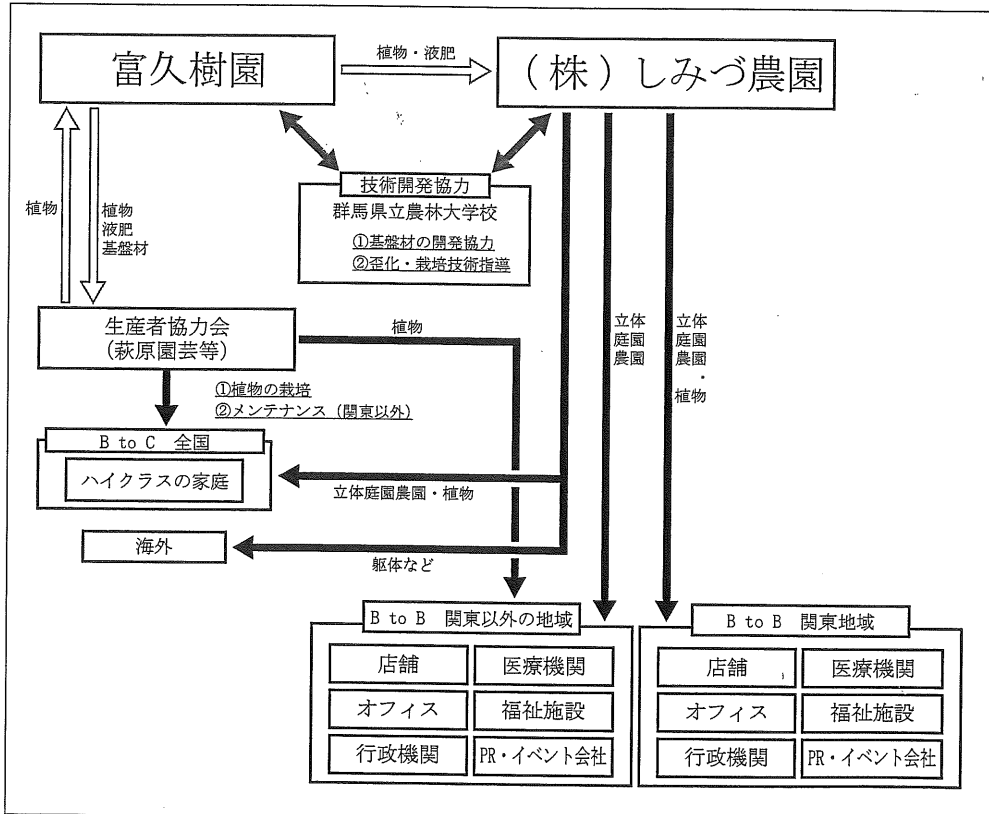 富久樹園
植物・液肥
(株)しみづ農園
技術開発協力
群馬県立農林大学校
①基盤材の開発協力
②歪化・栽培技術指導
植物
植物
液肥
基盤材
生産者協力会
(萩原園芸等)
植物
立体
庭園
農園
立体
庭園
農園
・
植物
①植物の栽培
②メンテナンス(関東以外)
B to C 全国
ハイクラスの家庭
立体庭園農園・植物
海外
躯体など
B to B 関東以外の地域
店舗
医療機関
オフィス
福祉施設
行政機関
PR・イベント会社
B to B 関東地域
店舗
医療機関
オフィス
福祉施設
行政機関
PR・イベント会社